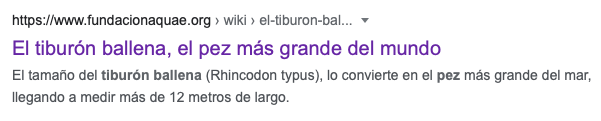 https://www.fundacionaquae.org › wiki › el-tiburon-bal...
El tiburón ballena, el pez más grande del mundo
El tamaño del tiburón ballena (Rhincodon typus), lo convierte en el pez más grande del mar,
llegando a medir más de 12 metros de largo.